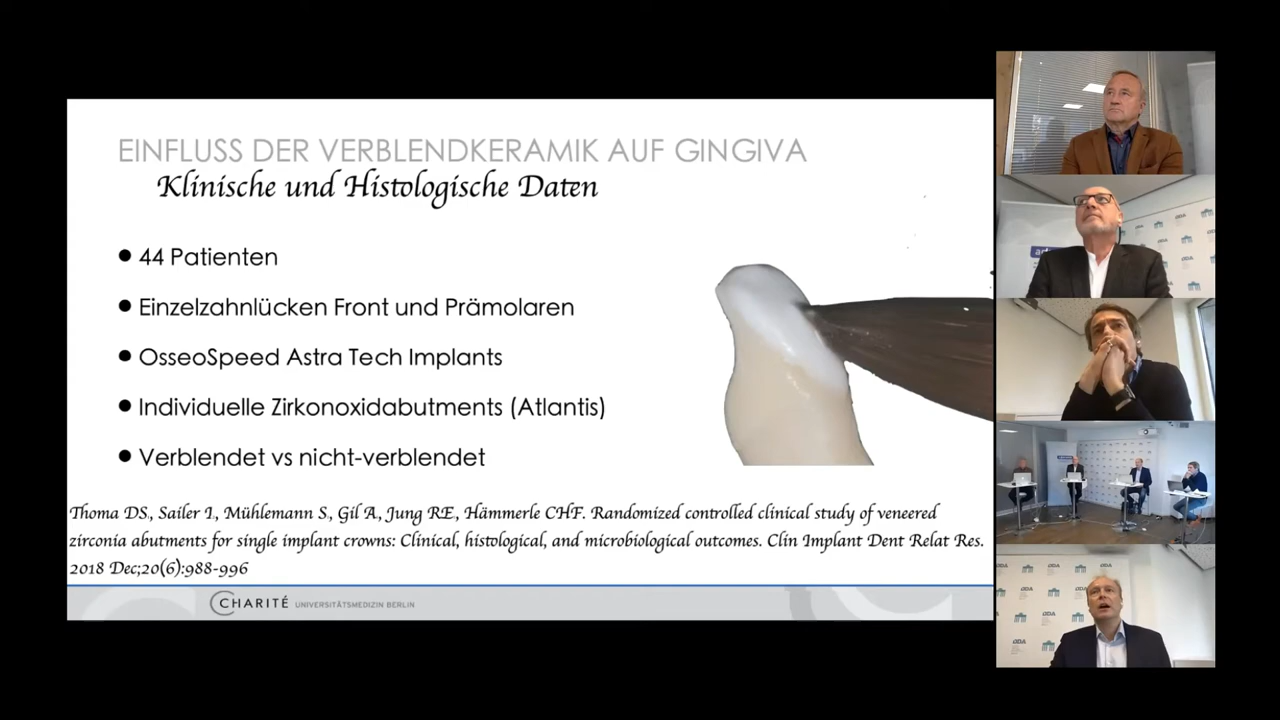 EINFLUSS DER VERBLENDKERAMIK AUF GINGIVA
Klinische und Histologische Daten
• 44 Patienten
• Einzelzahnlücken Front und Prämolaren
• OsseoSpeed Astra Tech Implants
• Individuelle Zirkonoxidabutments (Atlantis)
• Verblendet vs nicht-verblendet
Thoma DS., Sailer I., Mühlemann S., Gil A., Jung RE., Hämmerle CHF. Randomized controlled clinical study of veneered
zirconia abutments for single implant crowns: Clinical, histological, and microbiological outcomes. Clin Implant Dent Relat Res.
2018 Dec;20(6):988-996
CHARITÉ UNIVERSITÄTSMEDIZIN BERLIN